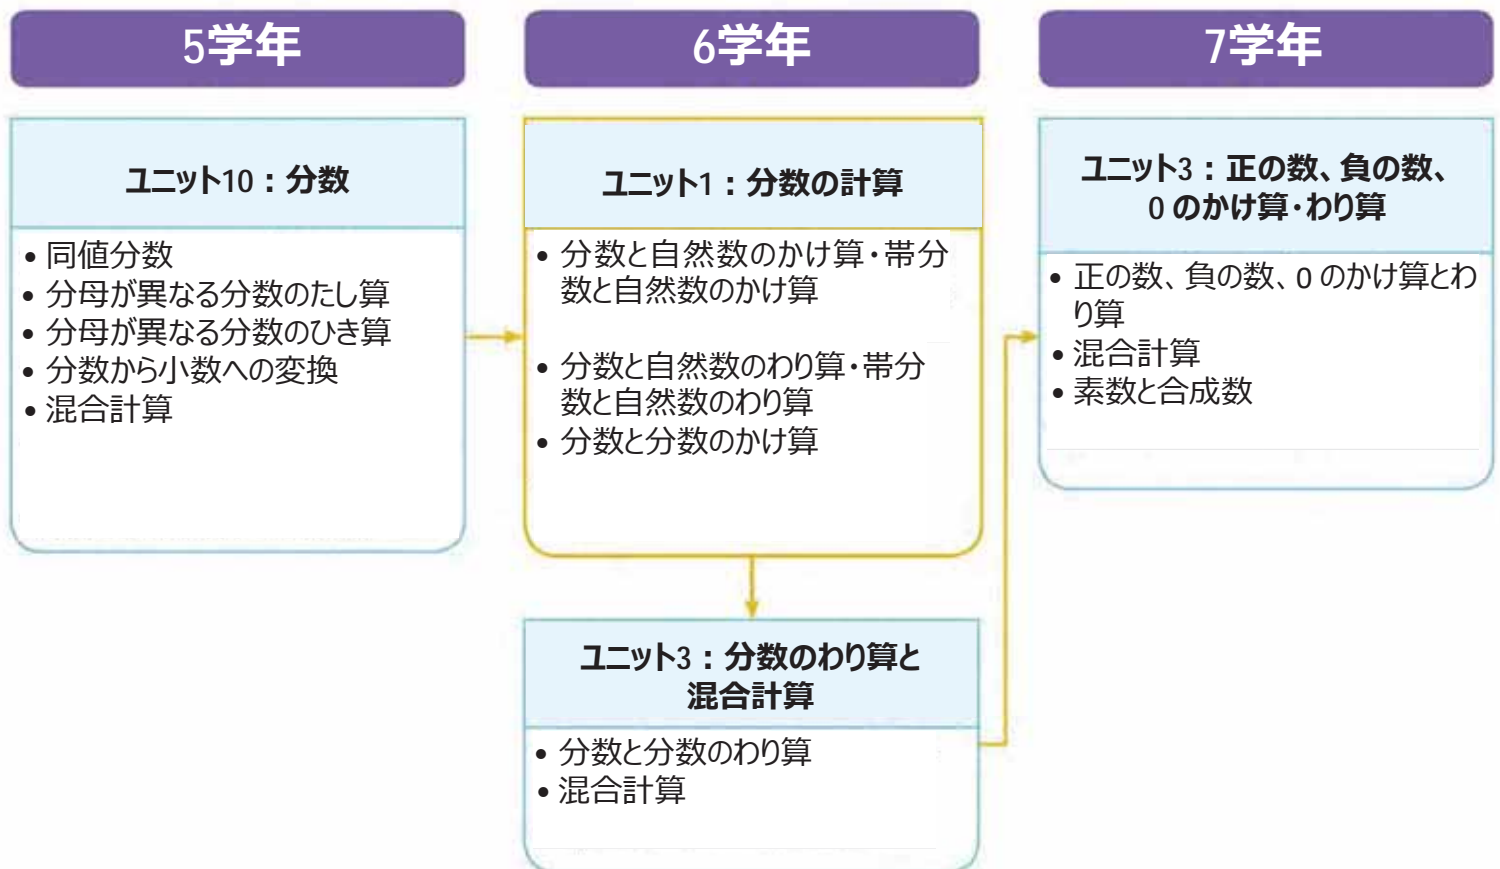 5学年
6学年
7学年
ユニット10：分数
• 同値分数
• 分母が異なる分数のたし算
• 分母が異なる分数のひき算
• 分数から小数への変換
• 混合計算
ユニット1：分数の計算
• 分数と自然数のかけ算・帯分
数と自然数のかけ算
• 分数と自然数のわり算・帯分
数と自然数のわり算
• 分数と分数のかけ算
ユニット3：分数のわり算と
混合計算
• 分数と分数のわり算
• 混合計算
ユニット3：正の数、負の数、
0 のかけ算・わり算
• 正の数、負の数、0 のかけ算とわ
り算
• 混合計算
• 素数と合成数